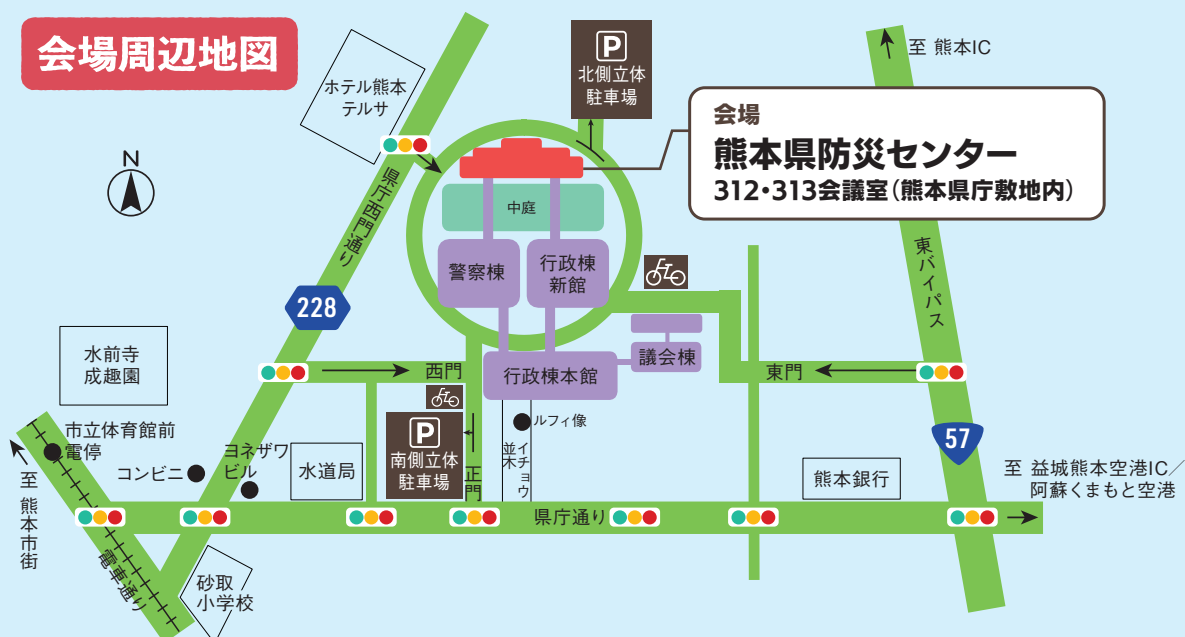 会場周辺地図
P
北側立体
駐車場
至 熊本IC
ホテル熊本
テルサ
会場
熊本県防災センター
312・313会議室(熊本県庁敷地内)
N
県庁西門通り
中庭
警察棟
行政棟
新館
東バイパス
228
水前寺
成趣園
西門
行政棟本館
議会棟
東門
ルフィ像
P
南側立体
駐車場
正門
イチョウ
並木
57
市立体育館前
電停
コンビニ
ヨネザワ
ビル
水道局
熊本銀行
至 益城熊本空港IC/
阿蘇くまもと空港
至 熊本市街
県庁通り
電車通り
砂取
小学校